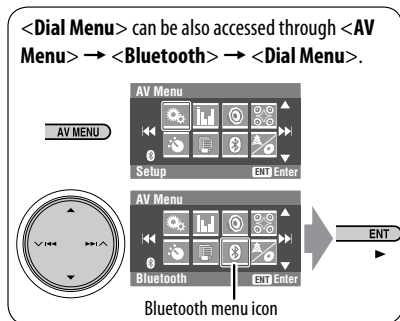 <Dial Menu> can be also accessed through <AV
Menu> → <Bluetooth> → <Dial Menu>.
AV Menu
AV MENU
Setup ENT Enter
AV Menu
ENT
Bluetooth ENT Enter
Bluetooth menu icon